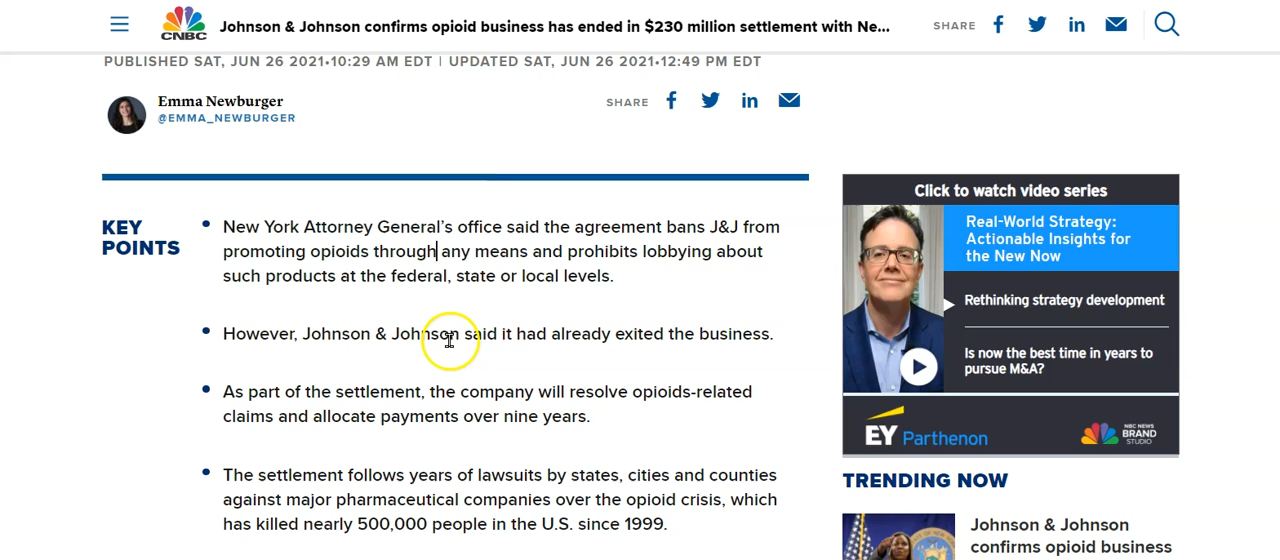 CNBC
Johnson & Johnson confirms opioid business has ended in $230 million settlement with Ne...
SHARE
PUBLISHED SAT, JUN 26 2021•10:29 AM EDT | UPDATED SAT, JUN 26 2021•12:49 PM EDT
Emma Newburger
@EMMA_NEWBURGER
SHARE
KEY
POINTS
New York Attorney General's office said the agreement bans J&J from
promoting opioids through any means and prohibits lobbying about
such products at the federal, state or local levels.
However, Johnson & Johnson said it had already exited the business.
As part of the settlement, the company will resolve opioids-related
claims and allocate payments over nine years.
The settlement follows years of lawsuits by states, cities and counties
against major pharmaceutical companies over the opioid crisis, which
has killed nearly 500,000 people in the U.S. since 1999.
Click to watch video series
Real-World Strategy:
Actionable Insights for
the New Now
Rethinking strategy development
Is now the best time in years to
pursue M&A?
EY Parthenon
NBC NEWS
BRAND
STUDIO
TRENDING NOW
Johnson & Johnson
confirms opioid business